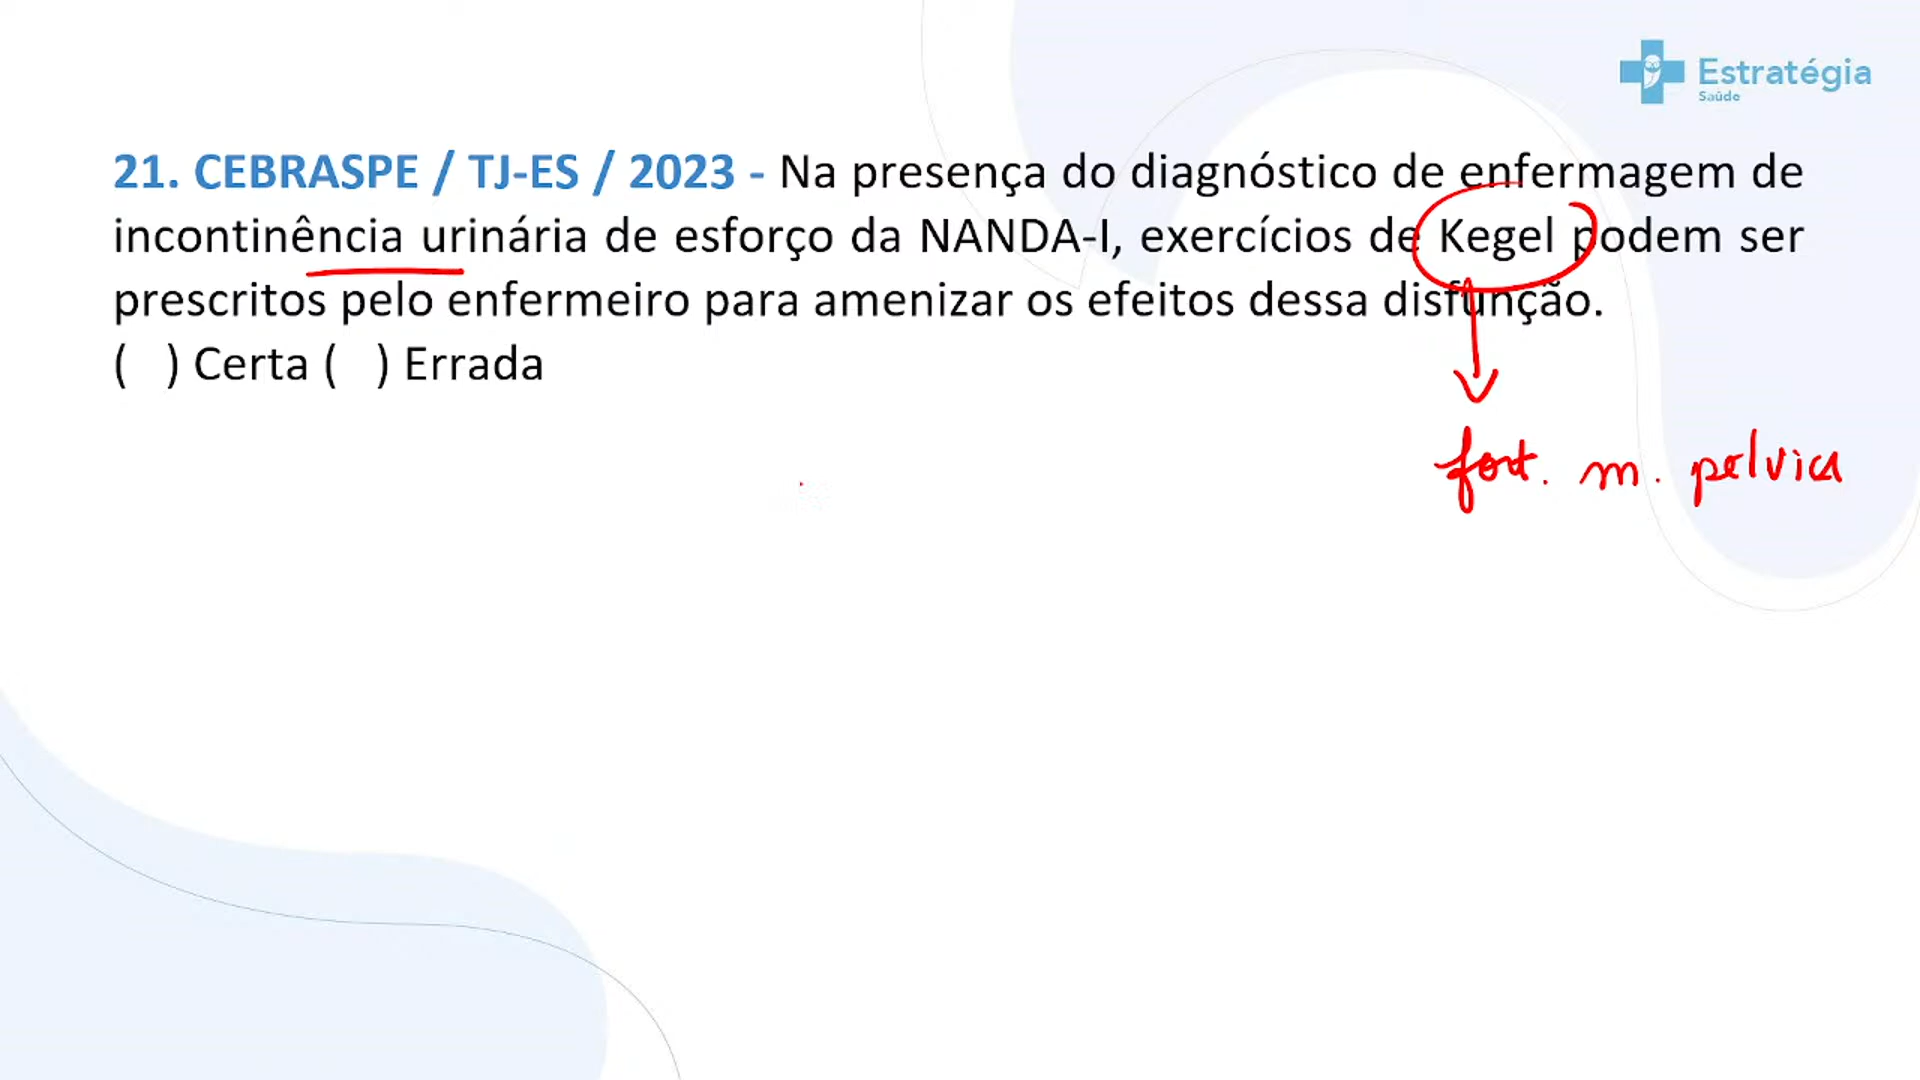 Estratégia
Saúde
21. CEBRASPE / TJ-ES / 2023 - Na presença do diagnóstico de enfermagem de
incontinência urinária de esforço da NANDA-I, exercícios de Kegel podem ser
prescritos pelo enfermeiro para amenizar os efeitos dessa disfunção.
( ) Certa ( ) Errada
fort. m. pelvica